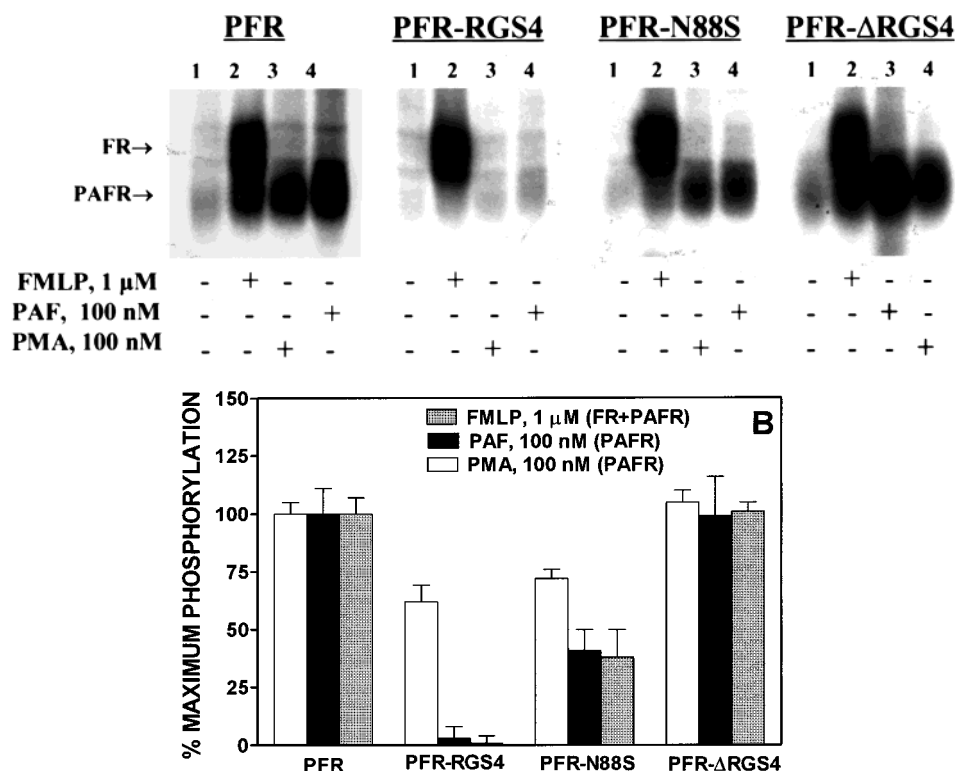 PFR PFR-RGS4 PFR-N88S PFR-ΔRGS4
1 2 3 4 1 2 3 4 1 2 3 4 1 2 3 4
FR→
PAFR→
FMLP, 1 µM - + - - - + - - - + - - - + - -
PAF, 100 nM - - - + - - - + - - - + - - + -
PMA, 100 nM - - + - - - + - - - + - - - - +
B
% MAXIMUM PHOSPHORYLATION
150
125
100
75
50
25
0
FMLP, 1 µM (FR+PAFR)
PAF, 100 nM (PAFR)
PMA, 100 nM (PAFR)
PFR PFR-RGS4 PFR-N88S PFR-ΔRGS4